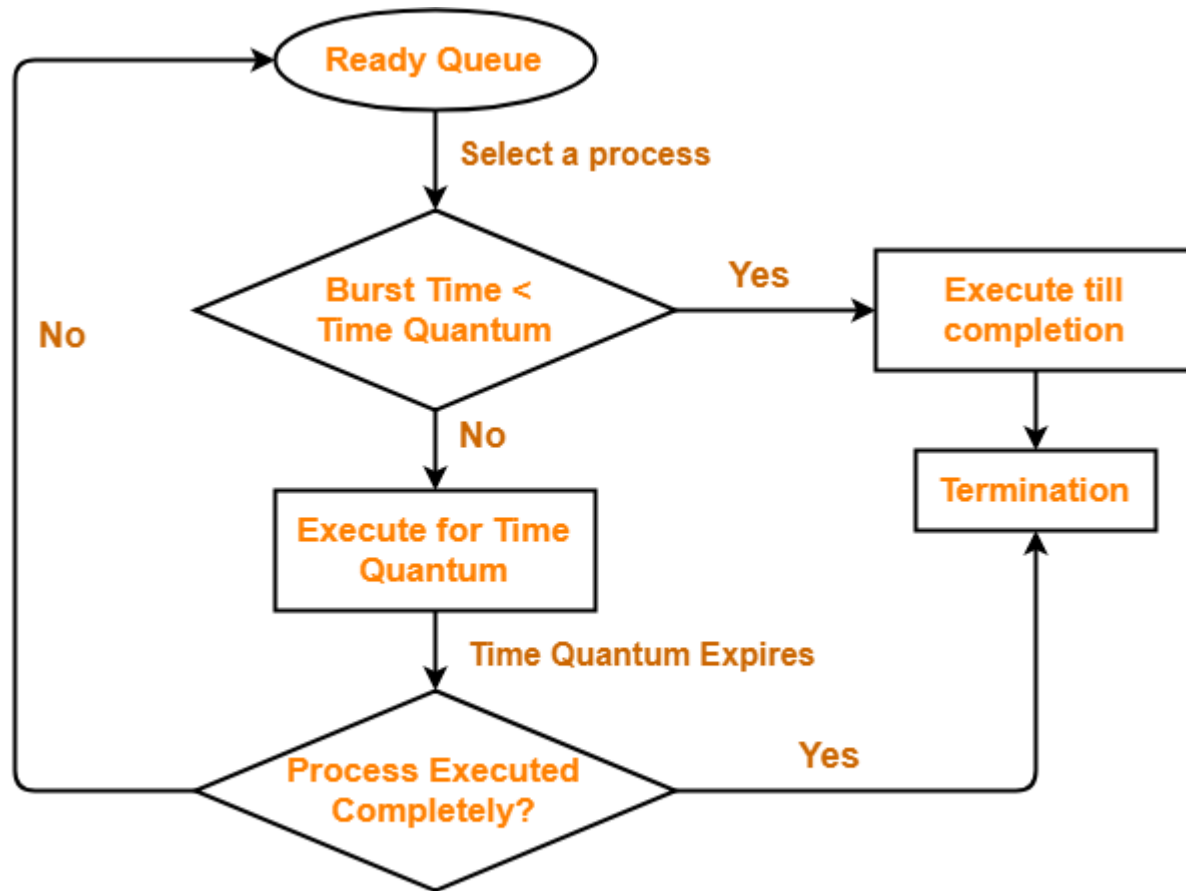 Ready Queue
Select a process
Burst Time <
Time Quantum
Yes
Execute till
completion
No
No
Termination
Execute for Time
Quantum
Time Quantum Expires
Process Executed
Completely?
Yes